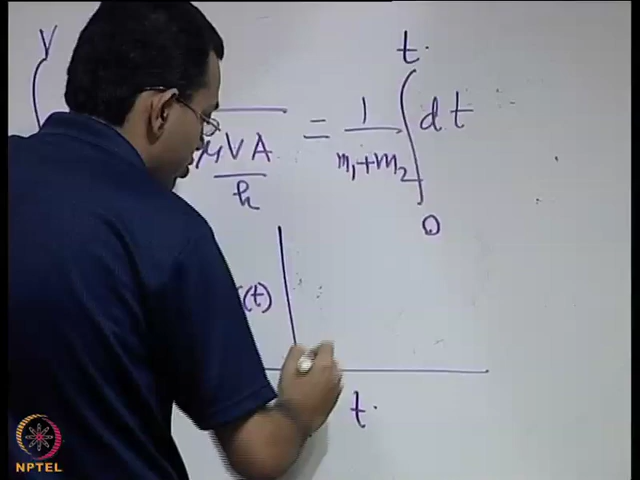 V t
μVA/h = 1/(m₁+m₂) ∫ dt
0
(t)
t
NPTEL